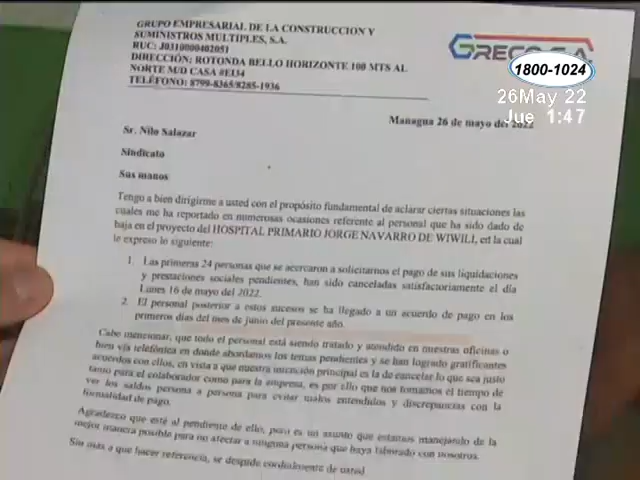 GRUPO EMPRESARIAL DE LA CONSTRUCCION Y
SUMINISTROS MULTIPLES, S.A.
RUC: J0310000402051
DIRECCIÓN: ROTONDA BELLO HORIZONTE 100 MTS AL
NORTE M/D CASA #EI34
TELÉFONO: 8799-8365/8285-1936
GRECO S.A.
1800-1024
26May 22
Jue 1:47
Managua 26 de mayo del 2022
Sr. Nilo Salazar
Sindicato
Sus manos
Tengo a bien dirigirme a usted con el propósito fundamental de aclarar ciertas situaciones las
cuales me ha reportado en numerosas ocasiones referente al personal que ha sido dado de
baja en el proyecto del HOSPITAL PRIMARIO JORGE NAVARRO DE WIWILI, en la cual
le expreso lo siguiente:
1. Las primeras 24 personas que se acercaron a solicitarnos el pago de sus liquidaciones
y prestaciones sociales pendientes, han sido canceladas satisfactoriamente el día
Lunes 16 de mayo del 2022.
2. El personal posterior a estos sucesos se ha llegado a un acuerdo de pago en los
primeros días del mes de junio del presente año.
Cabe mencionar, que todo el personal está siendo tratado y atendido en nuestras oficinas o
bien vía telefónica en donde abordamos los temas pendientes y se han logrado gratificantes
acuerdos con ellos, en vista a que nuestra intención principal es la de cancelar lo que sea justo
tanto para el colaborador como para la empresa, es por ello que nos tomamos el tiempo de
ver los saldos persona a persona para evitar malos entendidos y discrepancias con la
formalidad de pago.
Agradezco que esté al pendiente de ello, pero es un asunto que estamos manejando de la
mejor manera posible para no afectar a ninguna persona que haya laborado con nosotros.
Sin más a que hacer referencia, se despide cordialmente de usted